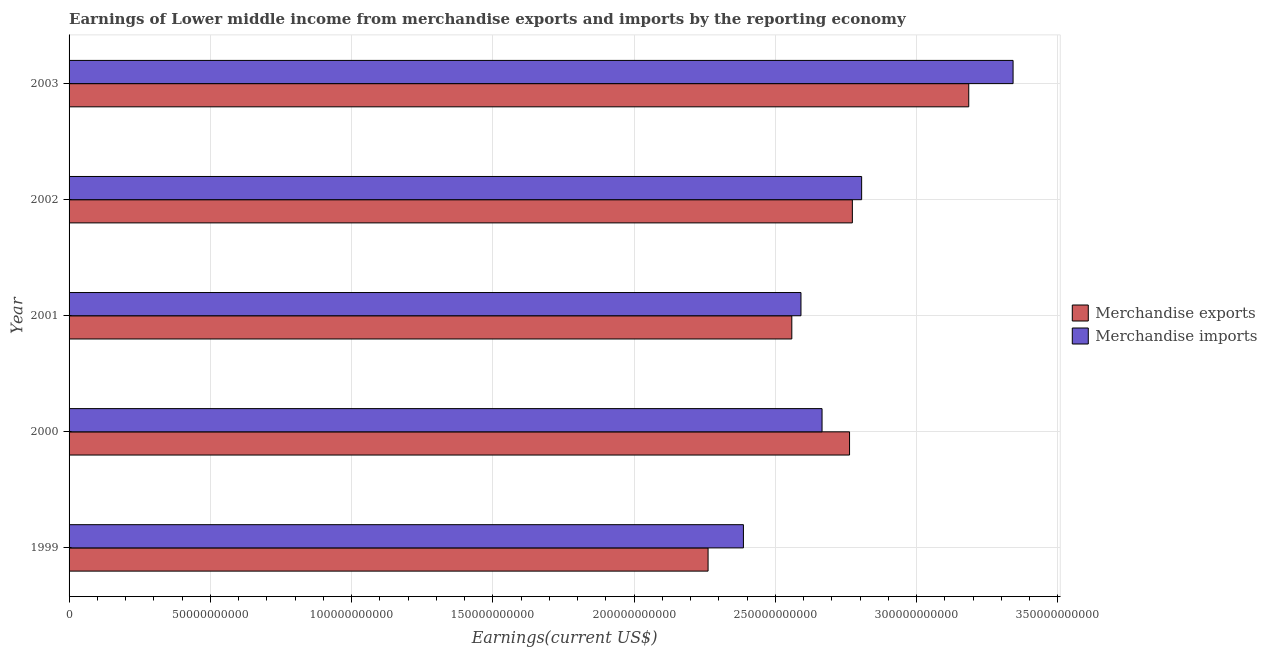 Earnings of Lower middle income from merchandise exports and imports by the reporting economy
2003
2002
2001
2000
1999
Year
Merchandise exports
Merchandise imports
0
50000000000
100000000000
150000000000
200000000000
250000000000
300000000000
350000000000
Earnings(current US$)